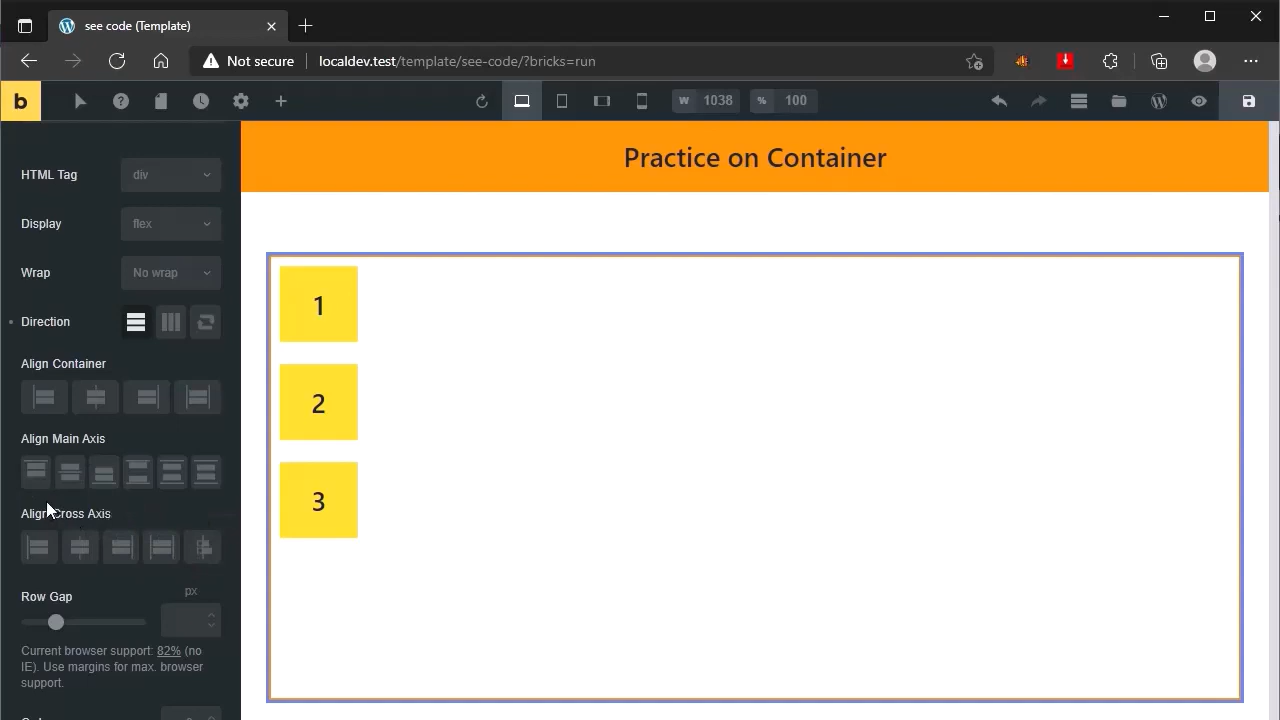 see code (Template)
Not secure
localdev.test/template/see-code/?bricks=run
b
W 1038
% 100
Practice on Container
HTML Tag
div
Display
flex
Wrap
No wrap
Direction
Align Container
Align Main Axis
Align Cross Axis
Row Gap
px
Current browser support: 82% (no
IE). Use margins for max. browser
support.
1
2
3